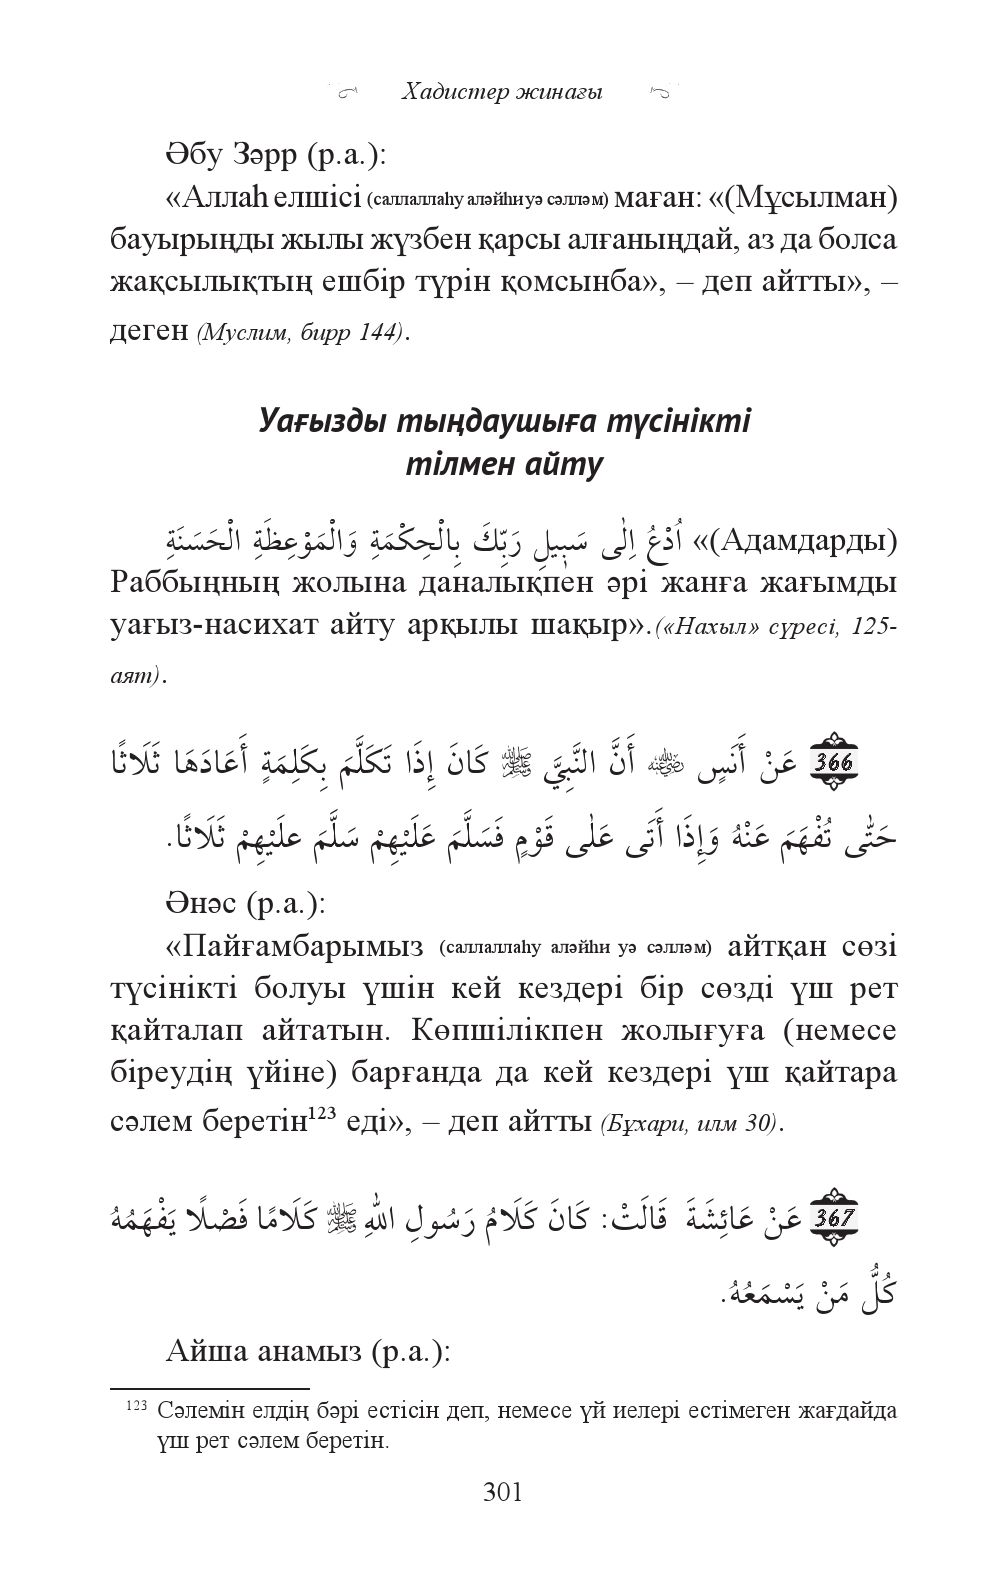 Хадистер жинағы
Әбу Зәрр (р.а.):
«Аллаһ елшісі (саллаллаһу аләйһи уә сәлләм) маған: «(Мұсылман)
бауырыңды жылы жүзбен қарсы алғаныңдай, аз да болса
жақсылықтың ешбір түрін қомсынба», – деп айтты», –
деген (Муслим, бирр 144).
Уағызды тыңдаушыға түсінікті
тілмен айту
اُدْعُ اِلٰى سَبٖيلِ رَبِّكَ بِالْحِكْمَةِ وَالْمَوْعِظَةِ الْحَسَنَةِ «(Адамдарды)
Раббыңның жолына даналықпен әрі жанға жағымды
уағыз-насихат айту арқылы шақыр». («Нахыл» сүресі, 125-
аят).
366 عَنْ أَنَسٍ ﵁ أَنَّ النَّبِيَّ ﷺ كَانَ إِذَا تَكَلَّمَ بِكَلِمَةٍ أَعَادَهَا ثَلَاثًا
حَتّٰى تُفْهَمَ عَنْهُ وَإِذَا أَتَى عَلٰى قَوْمٍ فَسَلَّمَ عَلَيْهِمْ سَلَّمَ علَيْهِمْ ثَلَاثًا.
Әнәс (р.а.):
«Пайғамбарымыз (саллаллаһу аләйһи уә сәлләм) айтқан сөзі
түсінікті болуы үшін кей кездері бір сөзді үш рет
қайталап айтатын. Көпшілікпен жолығуға (немесе
біреудің үйіне) барғанда да кей кездері үш қайтара
сәлем беретін¹²³ еді», – деп айтты (Бұхари, илм 30).
367 عَنْ عَائِشَةَ قَالَتْ: كَانَ كَلَامُ رَسُولِ اللّٰهِ ﷺ كَلَامًا فَصْلًا يَفْهَمُهُ
كُلُّ مَنْ يَسْمَعُهُ.
Айша анамыз (р.а.):
¹²³ Сәлемін елдің бәрі естісін деп, немесе үй иелері естімеген жағдайда
үш рет сәлем беретін.
301